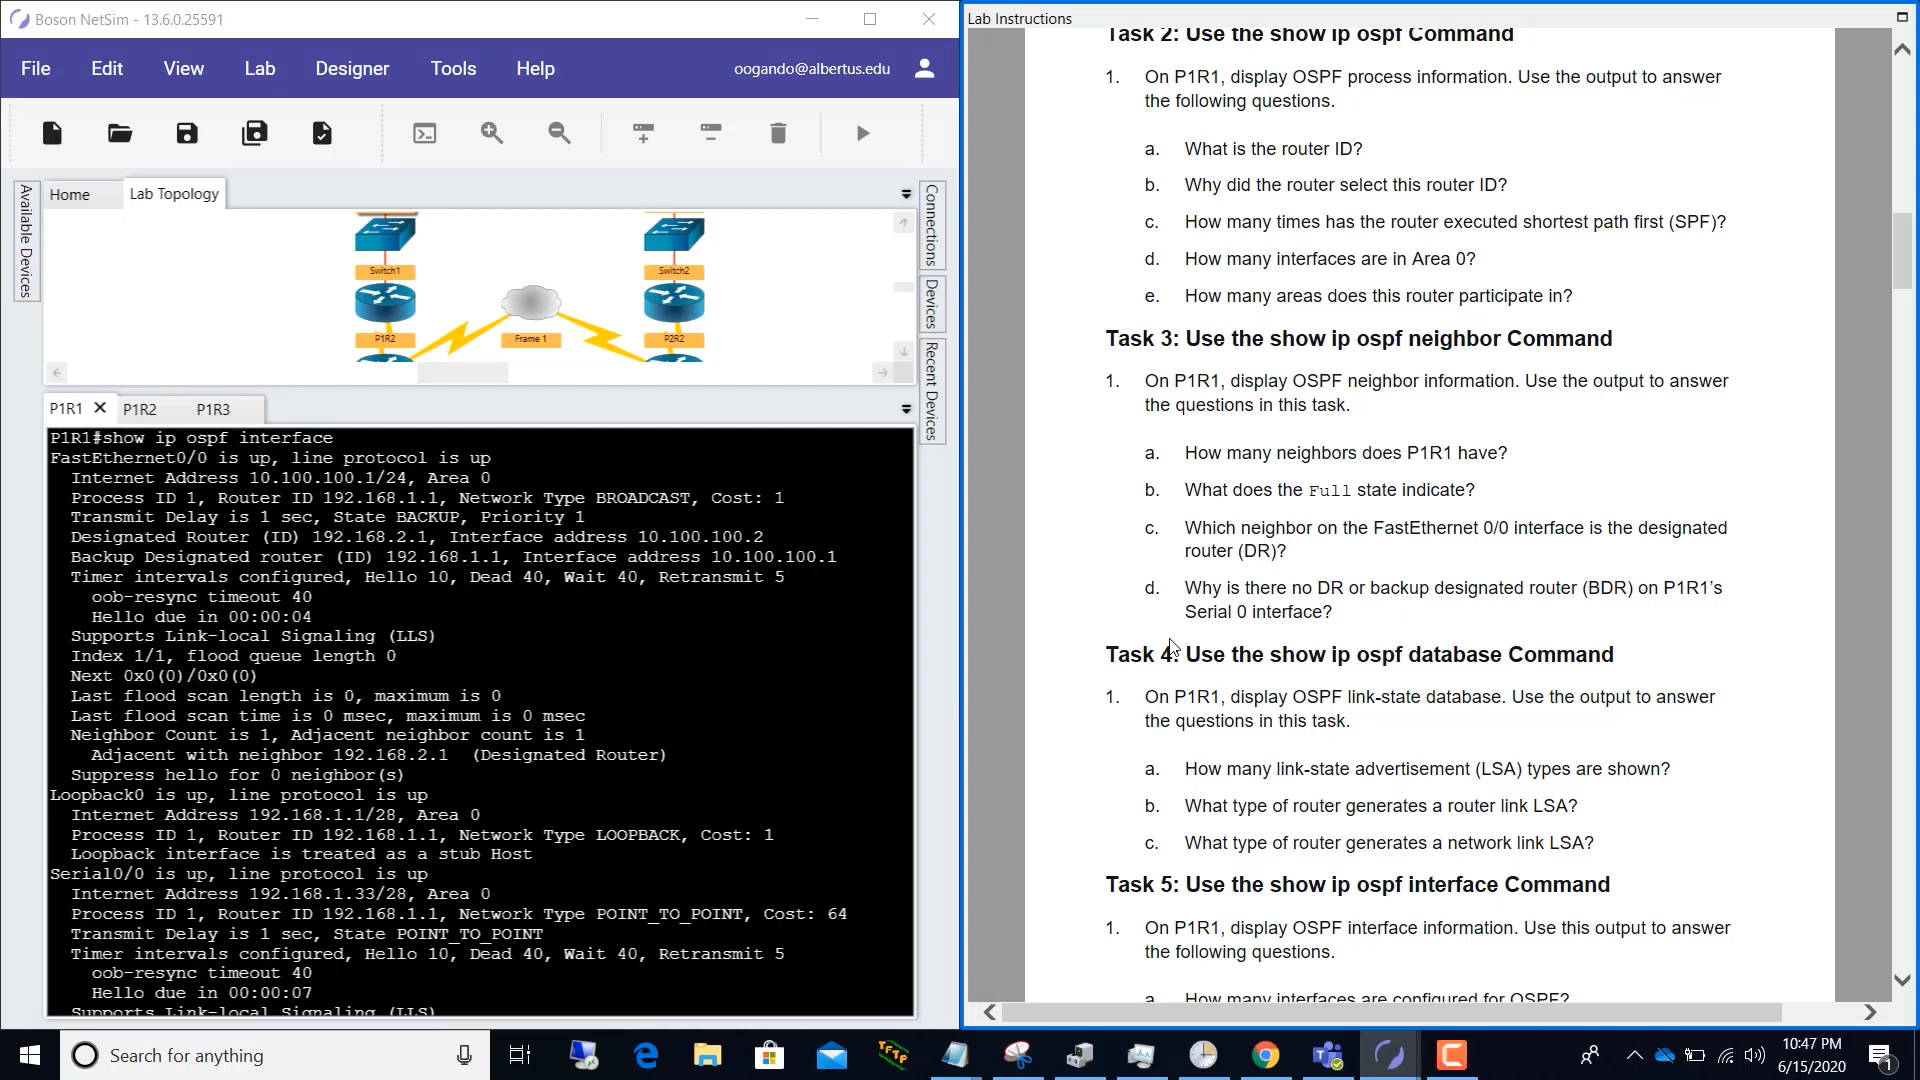 Boson NetSim - 13.6.0.25591
File
Edit
View
Lab
Designer
Tools
Help
oogando@albertus.edu
Available Devices
Home
Lab Topology
Switch1
P1R2
Frame 1
Switch2
P2R2
Connections
Devices
Recent Devices
P1R1
P1R2
P1R3
P1R1#show ip ospf interface
FastEthernet0/0 is up, line protocol is up
Internet Address 10.100.100.1/24, Area 0
Process ID 1, Router ID 192.168.1.1, Network Type BROADCAST, Cost: 1
Transmit Delay is 1 sec, State BACKUP, Priority 1
Designated Router (ID) 192.168.2.1, Interface address 10.100.100.2
Backup Designated router (ID) 192.168.1.1, Interface address 10.100.100.1
Timer intervals configured, Hello 10, Dead 40, Wait 40, Retransmit 5
oob-resync timeout 40
Hello due in 00:00:04
Supports Link-local Signaling (LLS)
Index 1/1, flood queue length 0
Next 0x0(0)/0x0(0)
Last flood scan length is 0, maximum is 0
Last flood scan time is 0 msec, maximum is 0 msec
Neighbor Count is 1, Adjacent neighbor count is 1
Adjacent with neighbor 192.168.2.1  (Designated Router)
Suppress hello for 0 neighbor(s)
Loopback0 is up, line protocol is up
Internet Address 192.168.1.1/28, Area 0
Process ID 1, Router ID 192.168.1.1, Network Type LOOPBACK, Cost: 1
Loopback interface is treated as a stub Host
Serial0/0 is up, line protocol is up
Internet Address 192.168.1.33/28, Area 0
Process ID 1, Router ID 192.168.1.1, Network Type POINT_TO_POINT, Cost: 64
Transmit Delay is 1 sec, State POINT_TO_POINT
Timer intervals configured, Hello 10, Dead 40, Wait 40, Retransmit 5
oob-resync timeout 40
Hello due in 00:00:07
Supports Link-local Signaling (LLS)
Lab Instructions
Task 2: Use the show ip ospf Command
1. On P1R1, display OSPF process information. Use the output to answer
the following questions.
a. What is the router ID?
b. Why did the router select this router ID?
c. How many times has the router executed shortest path first (SPF)?
d. How many interfaces are in Area 0?
e. How many areas does this router participate in?
Task 3: Use the show ip ospf neighbor Command
1. On P1R1, display OSPF neighbor information. Use the output to answer
the questions in this task.
a. How many neighbors does P1R1 have?
b. What does the Full state indicate?
c. Which neighbor on the FastEthernet 0/0 interface is the designated
router (DR)?
d. Why is there no DR or backup designated router (BDR) on P1R1's
Serial 0 interface?
Task 4: Use the show ip ospf database Command
1. On P1R1, display OSPF link-state database. Use the output to answer
the questions in this task.
a. How many link-state advertisement (LSA) types are shown?
b. What type of router generates a router link LSA?
c. What type of router generates a network link LSA?
Task 5: Use the show ip ospf interface Command
1. On P1R1, display OSPF interface information. Use this output to answer
the following questions.
a. How many interfaces are configured for OSPF?
Search for anything
TFTP
10:47 PM
6/15/2020
1